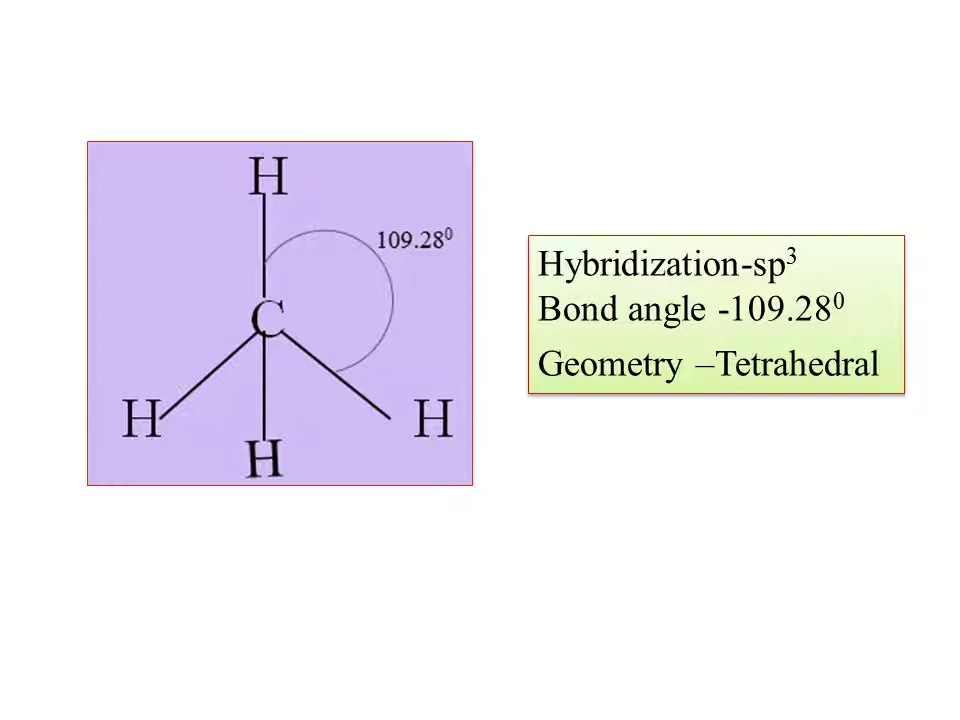 H
109.28⁰
C
H
H
H
Hybridization-sp³
Bond angle -109.28⁰
Geometry –Tetrahedral